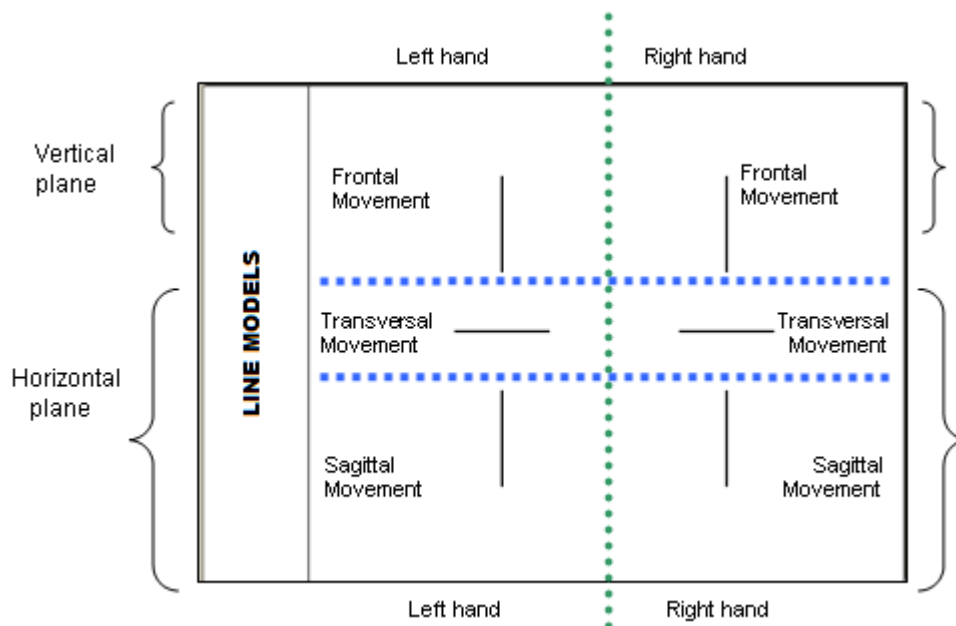 Left hand
Right hand
Vertical
plane
Frontal
Movement
Frontal
Movement
LINE MODELS
Transversal
Movement
Transversal
Movement
Horizontal
plane
Sagittal
Movement
Sagittal
Movement
Left hand
Right hand